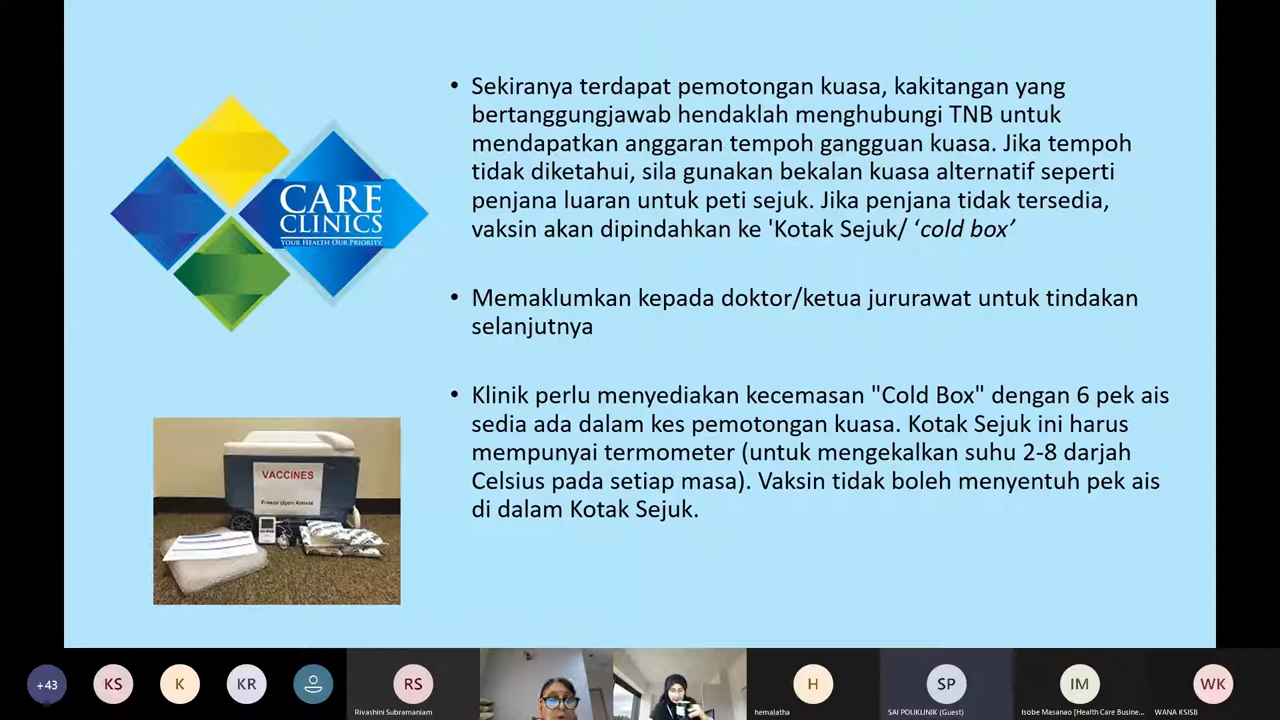 • Sekiranya terdapat pemotongan kuasa, kakitangan yang
bertanggungjawab hendaklah menghubungi TNB untuk
mendapatkan anggaran tempoh gangguan kuasa. Jika tempoh
tidak diketahui, sila gunakan bekalan kuasa alternatif seperti
penjana luaran untuk peti sejuk. Jika penjana tidak tersedia,
vaksin akan dipindahkan ke 'Kotak Sejuk/ ‘cold box’
CARE
CLINICS
YOUR HEALTH OUR PRIORITY
• Memaklumkan kepada doktor/ketua jururawat untuk tindakan
selanjutnya
• Klinik perlu menyediakan kecemasan "Cold Box" dengan 6 pek ais
sedia ada dalam kes pemotongan kuasa. Kotak Sejuk ini harus
mempunyai termometer (untuk mengekalkan suhu 2-8 darjah
Celsius pada setiap masa). Vaksin tidak boleh menyentuh pek ais
di dalam Kotak Sejuk.
VACCINES
Freeze Upon Arrival
+43
KS
K
KR
RS
Rivashini Subramaniam
H
hemalatha
SP
SAI POLIKLINIK (Guest)
IM
Isobe Masanao [Health Care Busine...
WK
WANA KSISB